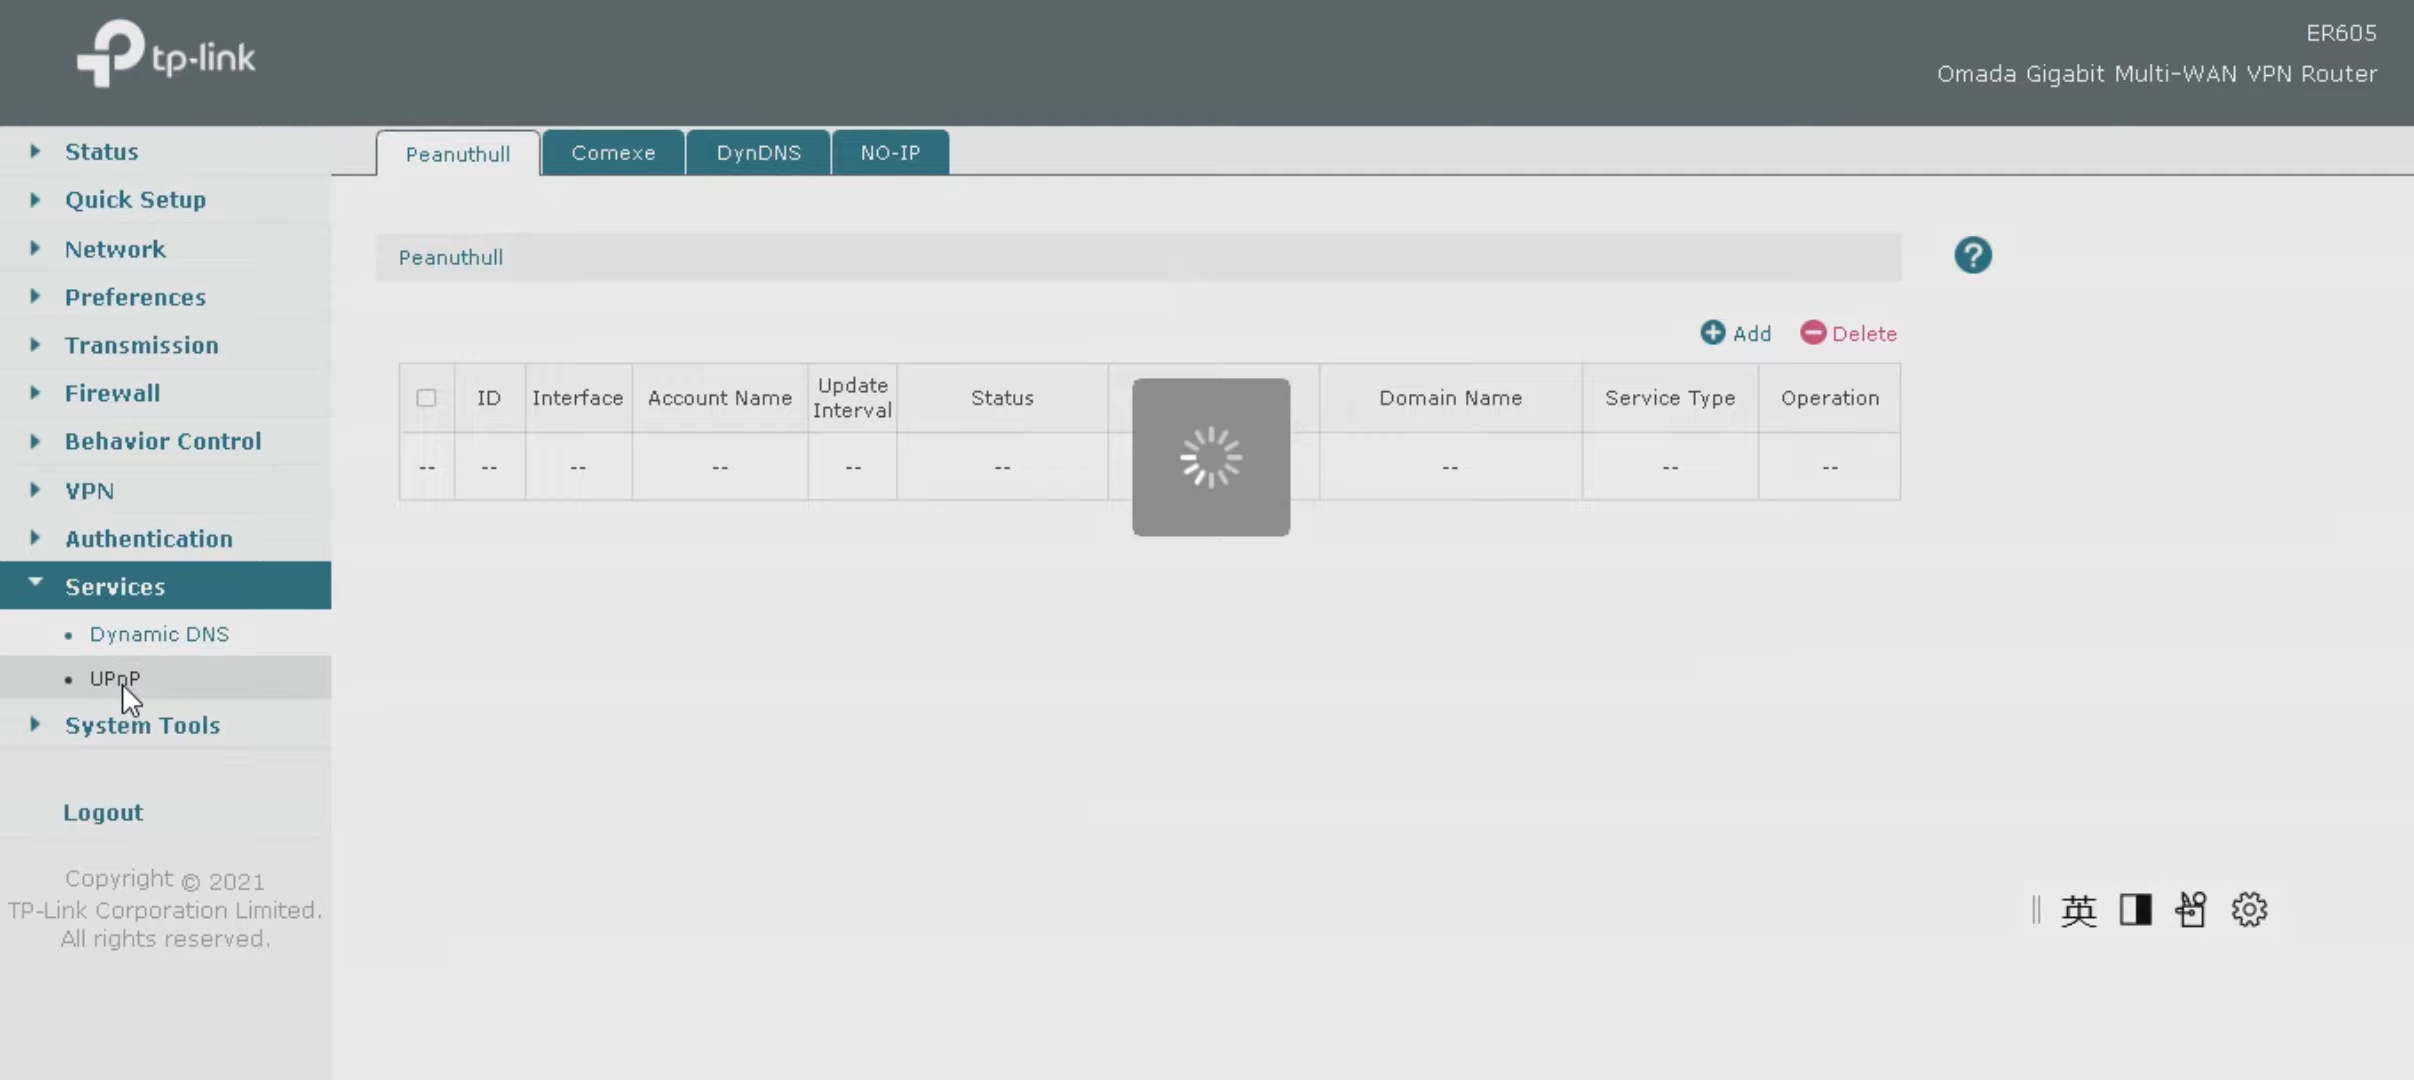 tp-link
ER605
Omada Gigabit Multi-WAN VPN Router
Status
Quick Setup
Network
Preferences
Transmission
Firewall
Behavior Control
VPN
Authentication
Services
Dynamic DNS
UPnP
System Tools
Logout
Copyright © 2021
TP-Link Corporation Limited.
All rights reserved.
Peanuthull Comexe DynDNS NO-IP
Peanuthull
?
Add Delete
ID Interface Account Name Update Interval Status Domain Name Service Type Operation
-- -- -- -- -- -- -- -- --
英